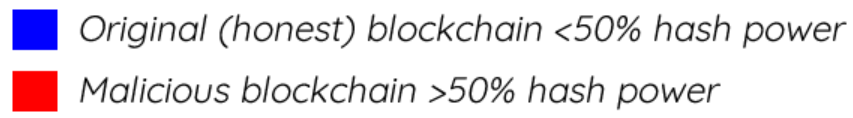 Original (honest) blockchain <50% hash power
Malicious blockchain >50% hash power